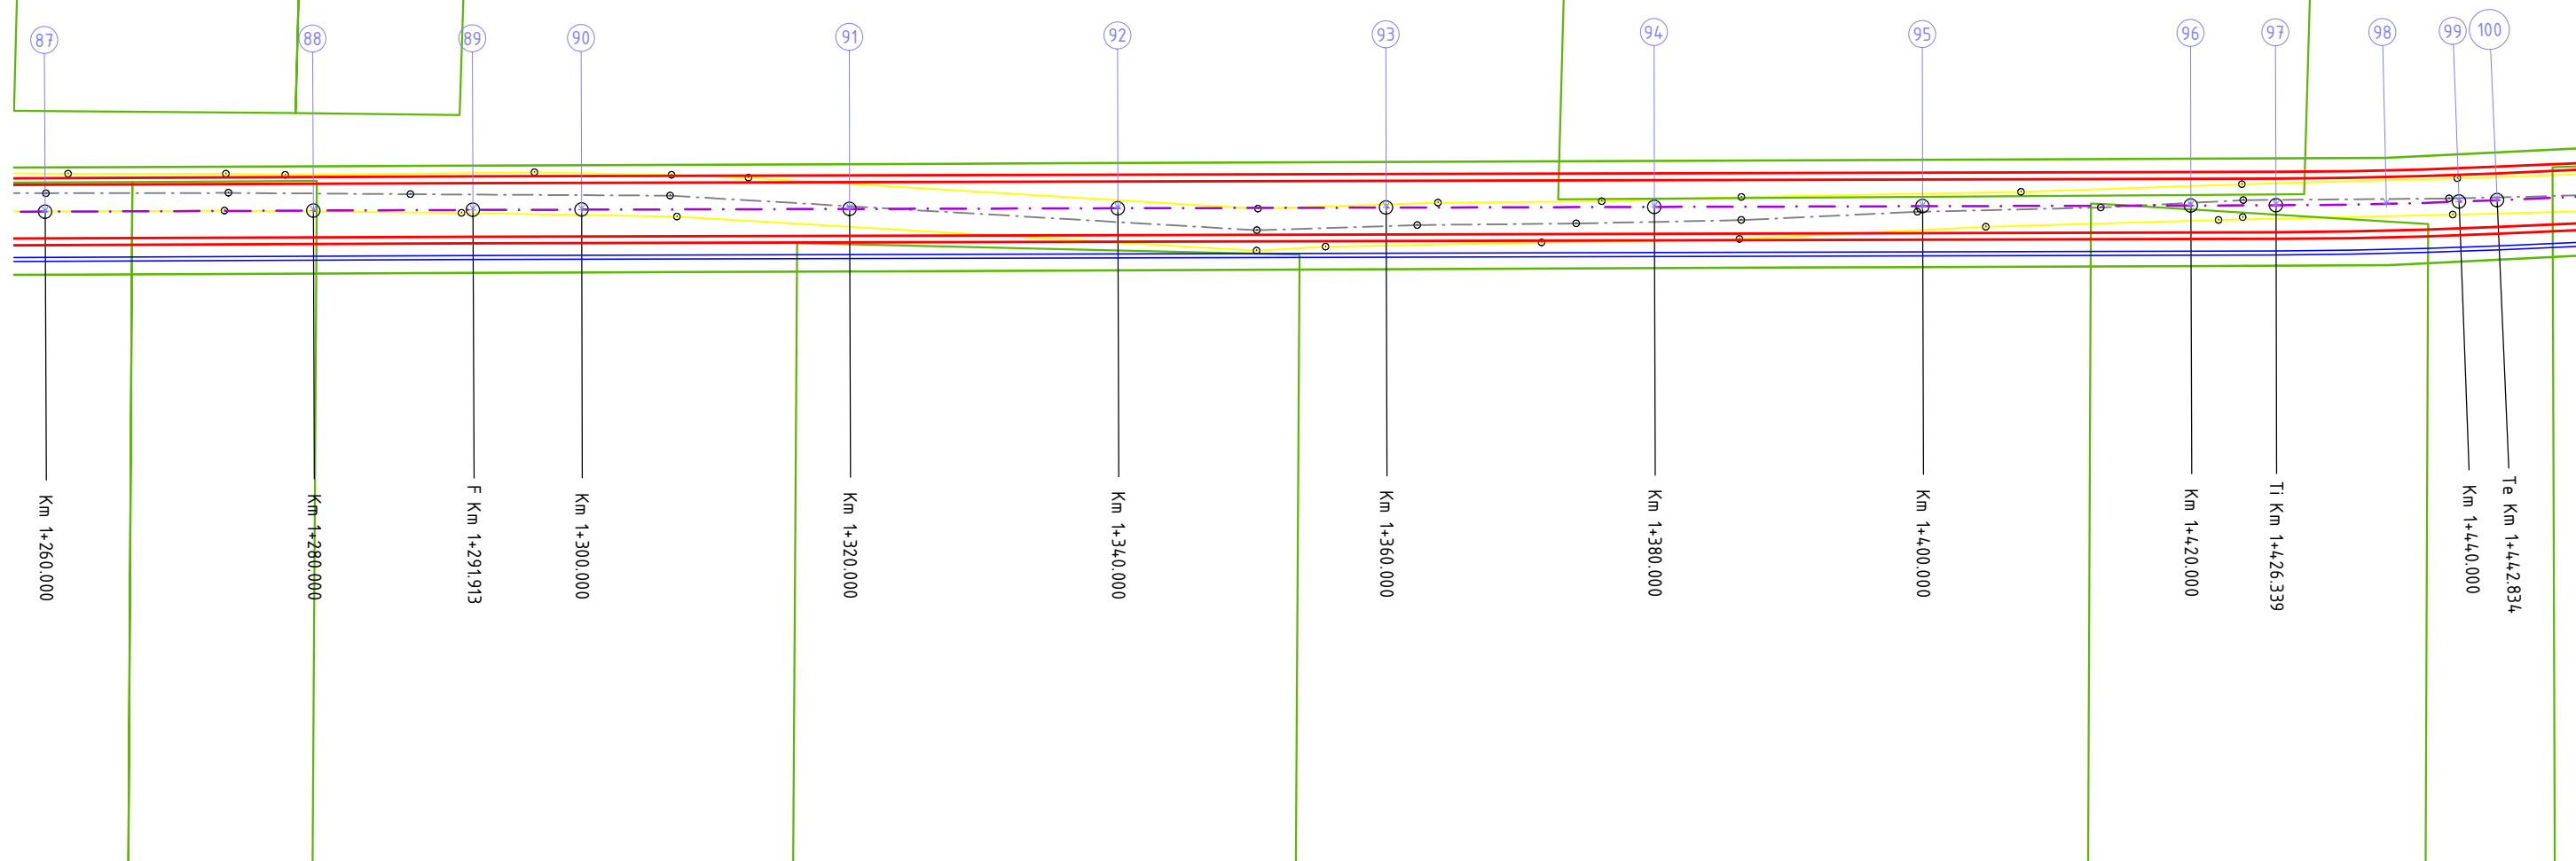 87
88
89
90
91
92
93
94
95
96
97
98
99
100
Km 1+260.000
Km 1+280.000
F Km 1+291.913
Km 1+300.000
Km 1+320.000
Km 1+340.000
Km 1+360.000
Km 1+380.000
Km 1+400.000
Km 1+420.000
Ti Km 1+426.339
Km 1+440.000
Te Km 1+442.834